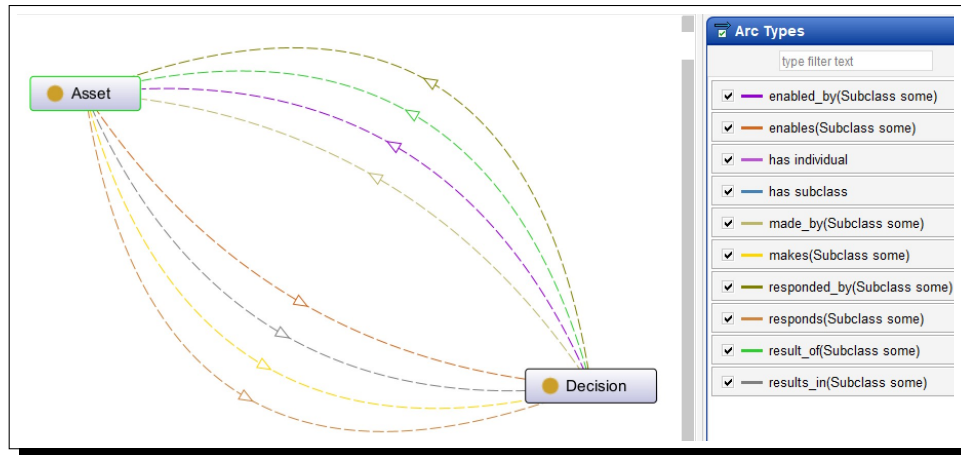 Asset
Decision
Arc Types
type filter text
enabled_by(Subclass some)
enables(Subclass some)
has individual
has subclass
made_by(Subclass some)
makes(Subclass some)
responded_by(Subclass some)
responds(Subclass some)
result_of(Subclass some)
results_in(Subclass some)